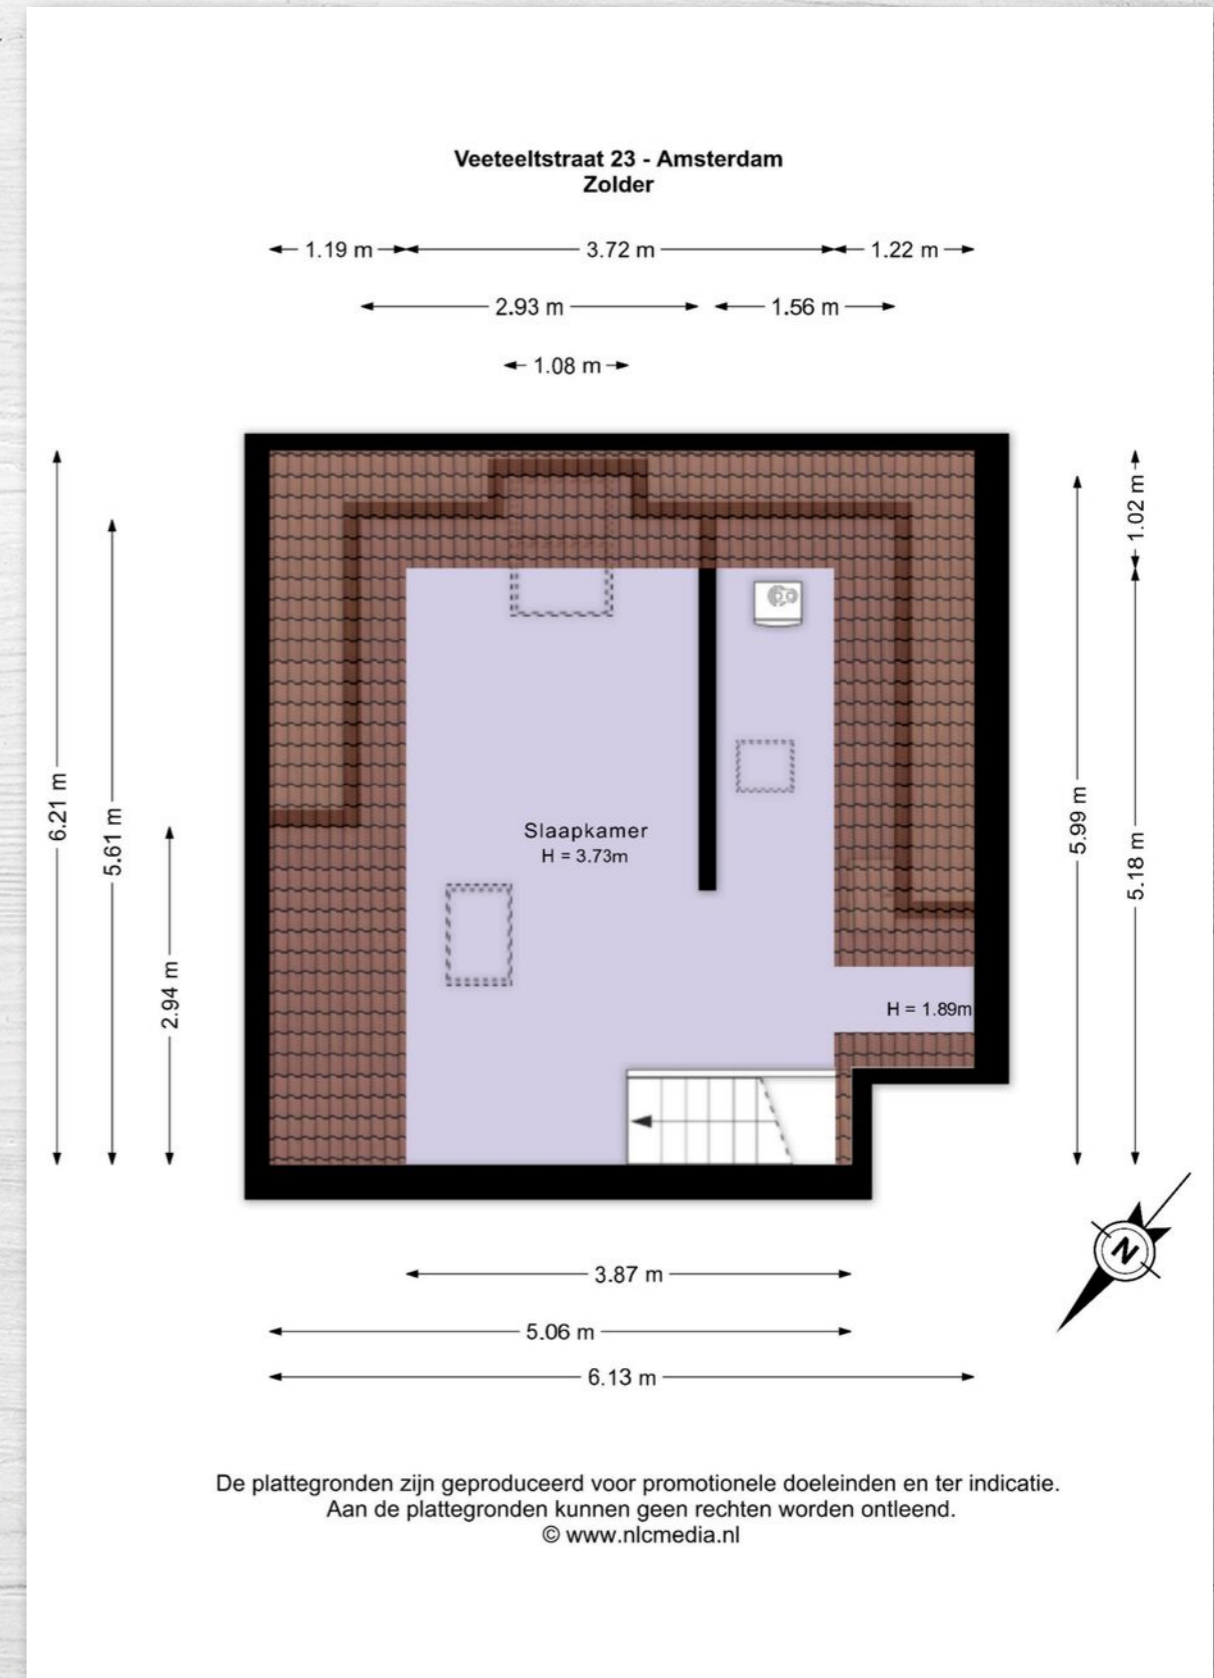 Veeteeltstraat 23 - Amsterdam
Zolder
1.19 m
3.72 m
1.22 m
2.93 m
1.56 m
1.08 m
6.21 m
5.61 m
2.94 m
1.02 m
5.99 m
5.18 m
Slaapkamer
H = 3.73m
H = 1.89m
N
3.87 m
5.06 m
6.13 m
De plattegronden zijn geproduceerd voor promotionele doeleinden en ter indicatie.
Aan de plattegronden kunnen geen rechten worden ontleend.
© www.nlcmedia.nl